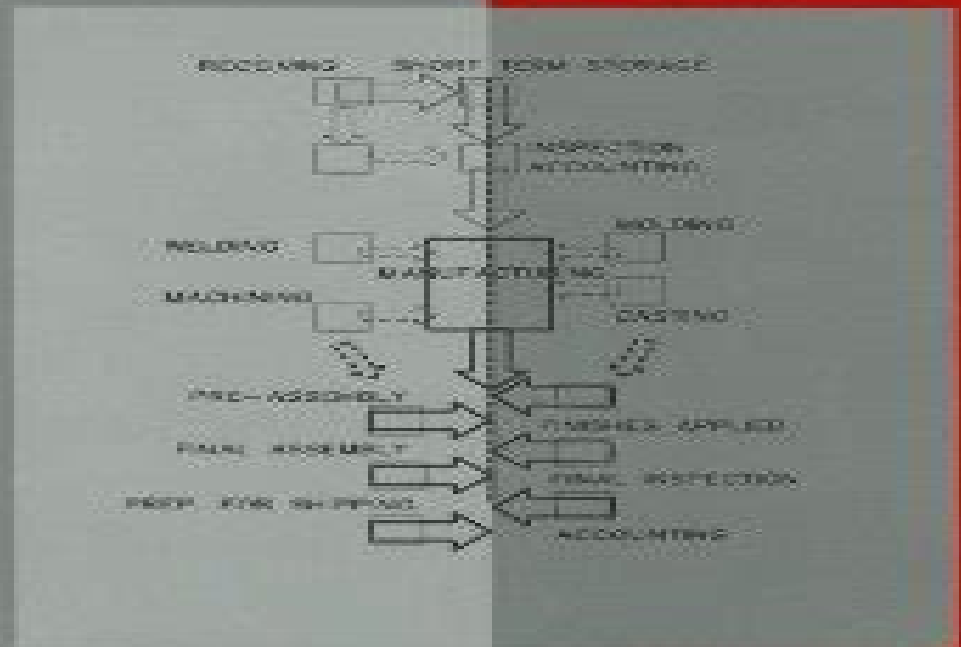 RECEIVING
SHORT TERM STORAGE
INSPECTION
ACCOUNTING
MOLDING
WELDING
MANUFACTURING
MACHINING
CASTING
PRE-ASSEMBLY
FINISHES APPLIED
FINAL ASSEMBLY
FINAL INSPECTION
PREP. FOR SHIPPING
ACCOUNTING